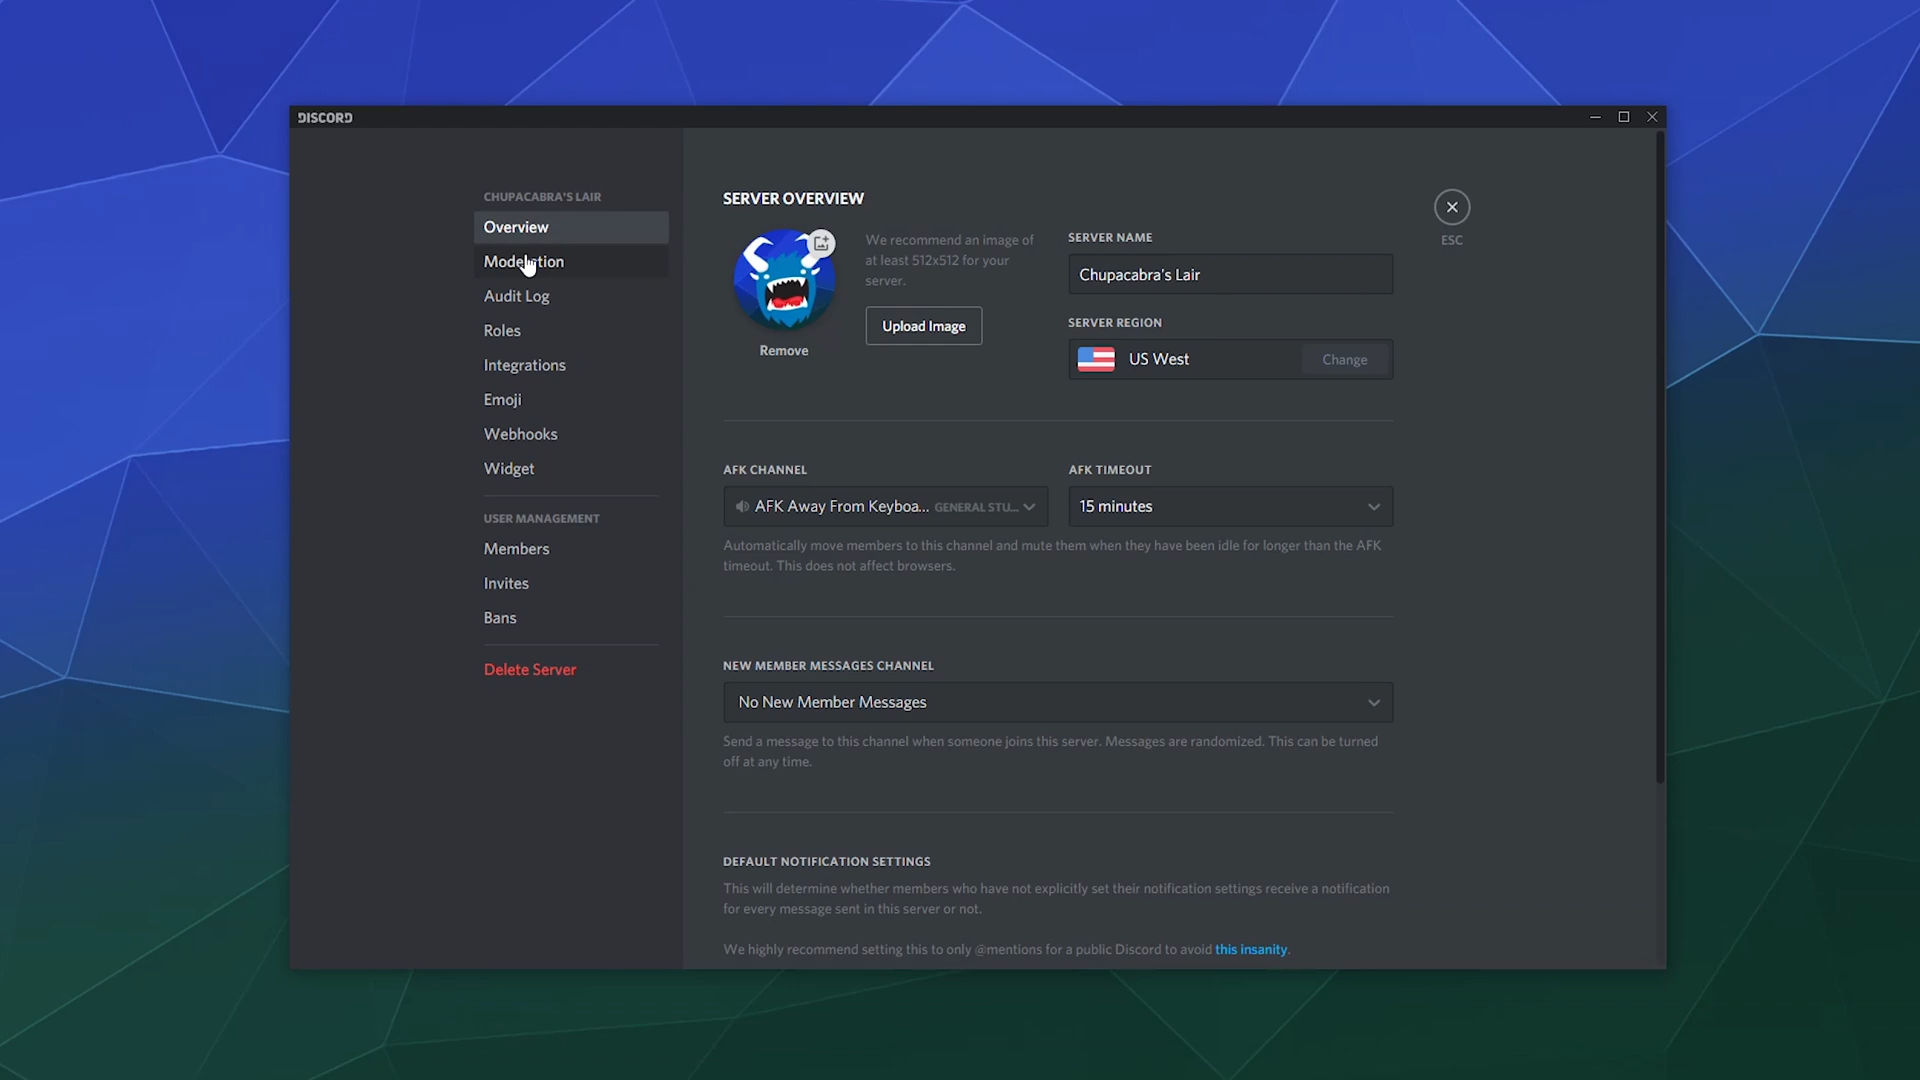 DISCORD
CHUPACABRA'S LAIR
Overview
Moderation
Audit Log
Roles
Integrations
Emoji
Webhooks
Widget
USER MANAGEMENT
Members
Invites
Bans
Delete Server
SERVER OVERVIEW
We recommend an image of
at least 512x512 for your
server.
Upload Image
Remove
SERVER NAME
Chupacabra's Lair
SERVER REGION
US West
Change
ESC
AFK CHANNEL
AFK Away From Keyboa... GENERAL STU...
AFK TIMEOUT
15 minutes
Automatically move members to this channel and mute them when they have been idle for longer than the AFK
timeout. This does not affect browsers.
NEW MEMBER MESSAGES CHANNEL
No New Member Messages
Send a message to this channel when someone joins this server. Messages are randomized. This can be turned
off at any time.
DEFAULT NOTIFICATION SETTINGS
This will determine whether members who have not explicitly set their notification settings receive a notification
for every message sent in this server or not.
We highly recommend setting this to only @mentions for a public Discord to avoid this insanity.